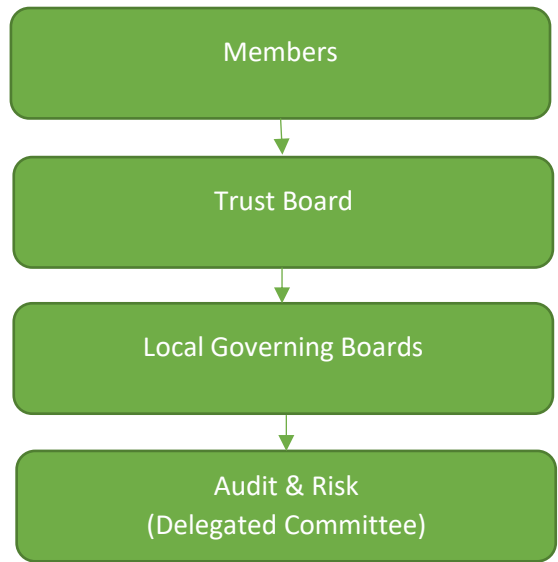 Members
Trust Board
Local Governing Boards
Audit & Risk
(Delegated Committee)